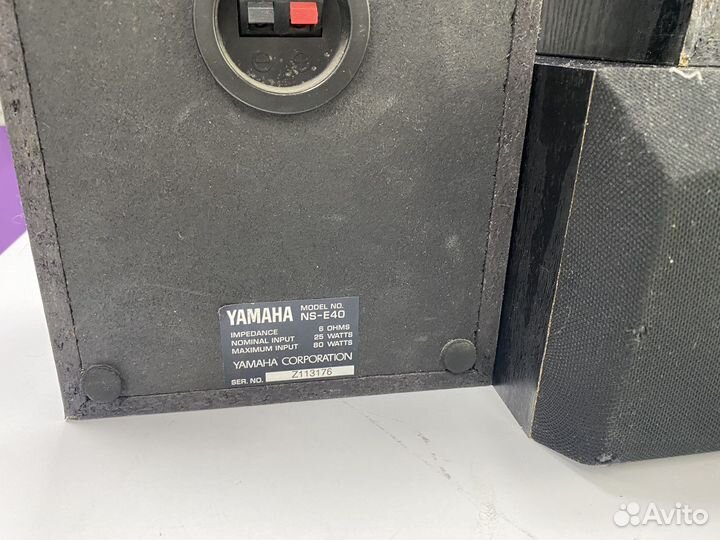 YAMAHA MODEL NO. NS-E40
IMPEDANCE 6 OHMS
NOMINAL INPUT 25 WATTS
MAXIMUM INPUT 80 WATTS
YAMAHA CORPORATION
SER. NO. Z113176
Avito